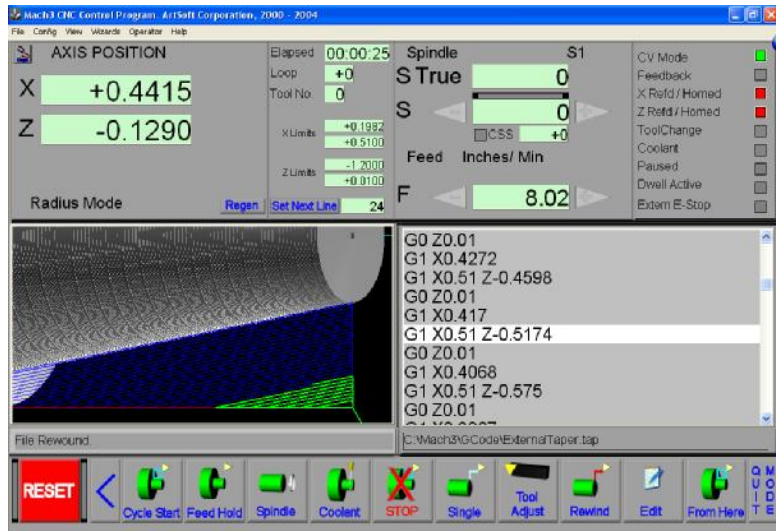 Mach3 CNC Control Program. ArtSoft Corporation, 2000 - 2004
File Config View Wizards Operator Help
AXIS POSITION
X +0.4415
Z -0.1290
Radius Mode
Regen
Elapsed 00:00:25
Loop +0
Tool No. 0
X Limits +0.1982
+0.5100
Z Limits -1.2000
+0.0100
Set Next Line 24
Spindle S1
S True 0
S 0
CSS +0
Feed Inches/ Min
F 8.02
CV Mode
Feedback
X Refd / Homed
Z Refd / Homed
ToolChange
Coolant
Paused
Dwell Active
Extern E-Stop
G0 Z0.01
G1 X0.4272
G1 X0.51 Z-0.4598
G0 Z0.01
G1 X0.417
G1 X0.51 Z-0.5174
G0 Z0.01
G1 X0.4068
G1 X0.51 Z-0.575
G0 Z0.01
File Rewound.
C:\Mach3\GCode\ExternalTaper.tap
RESET
Cycle Start
Feed Hold
Spindle
Coolant
STOP
Single
Tool
Adjust
Rewind
Edit
From Here
QUIT
MODE